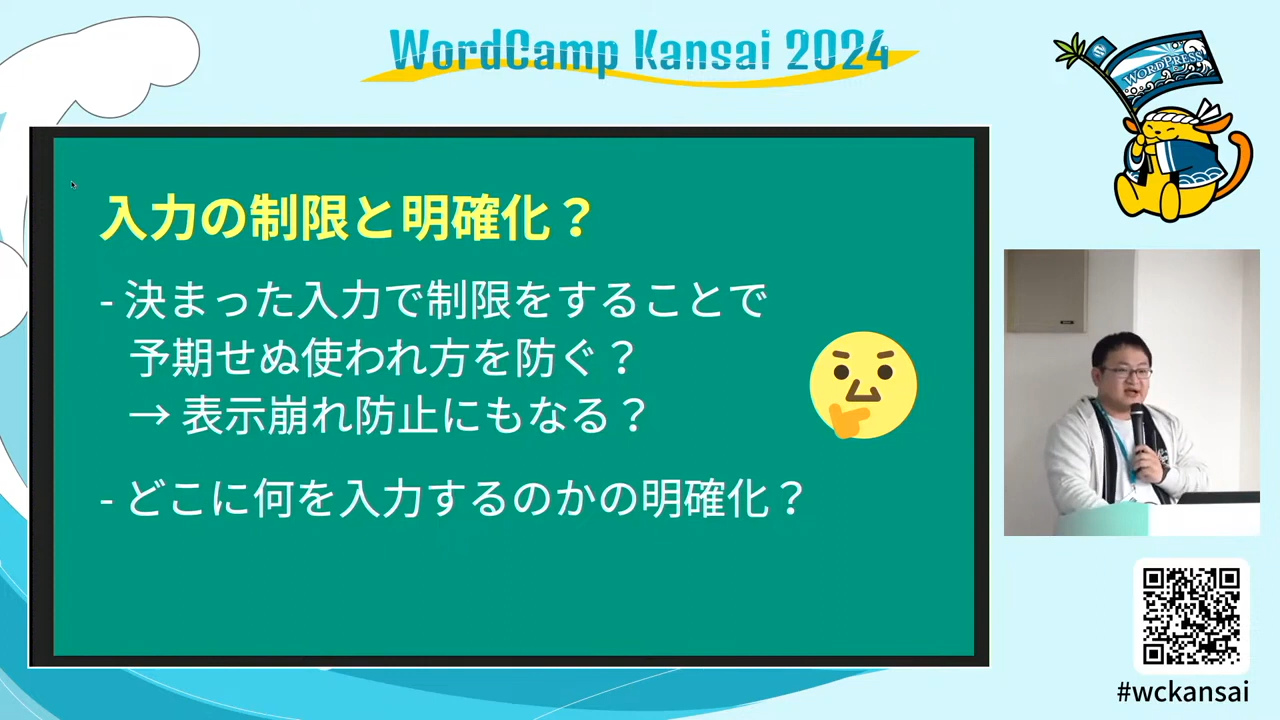 WordCamp Kansai 2024
WORDPRESS
W
入力の制限と明確化？
- 決まった入力で制限をすることで
予期せぬ使われ方を防ぐ？
→ 表示崩れ防止にもなる？
- どこに何を入力するのかの明確化？
#wckansai